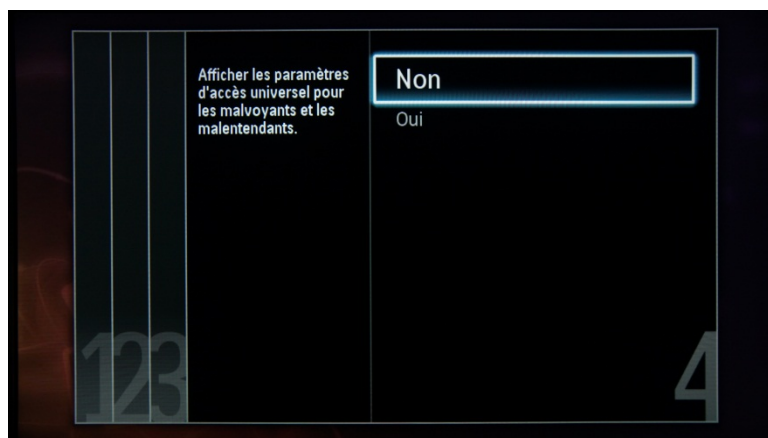 Afficher les paramètres
d'accès universel pour
les malvoyants et les
malentendants.
Non
Oui
123
4